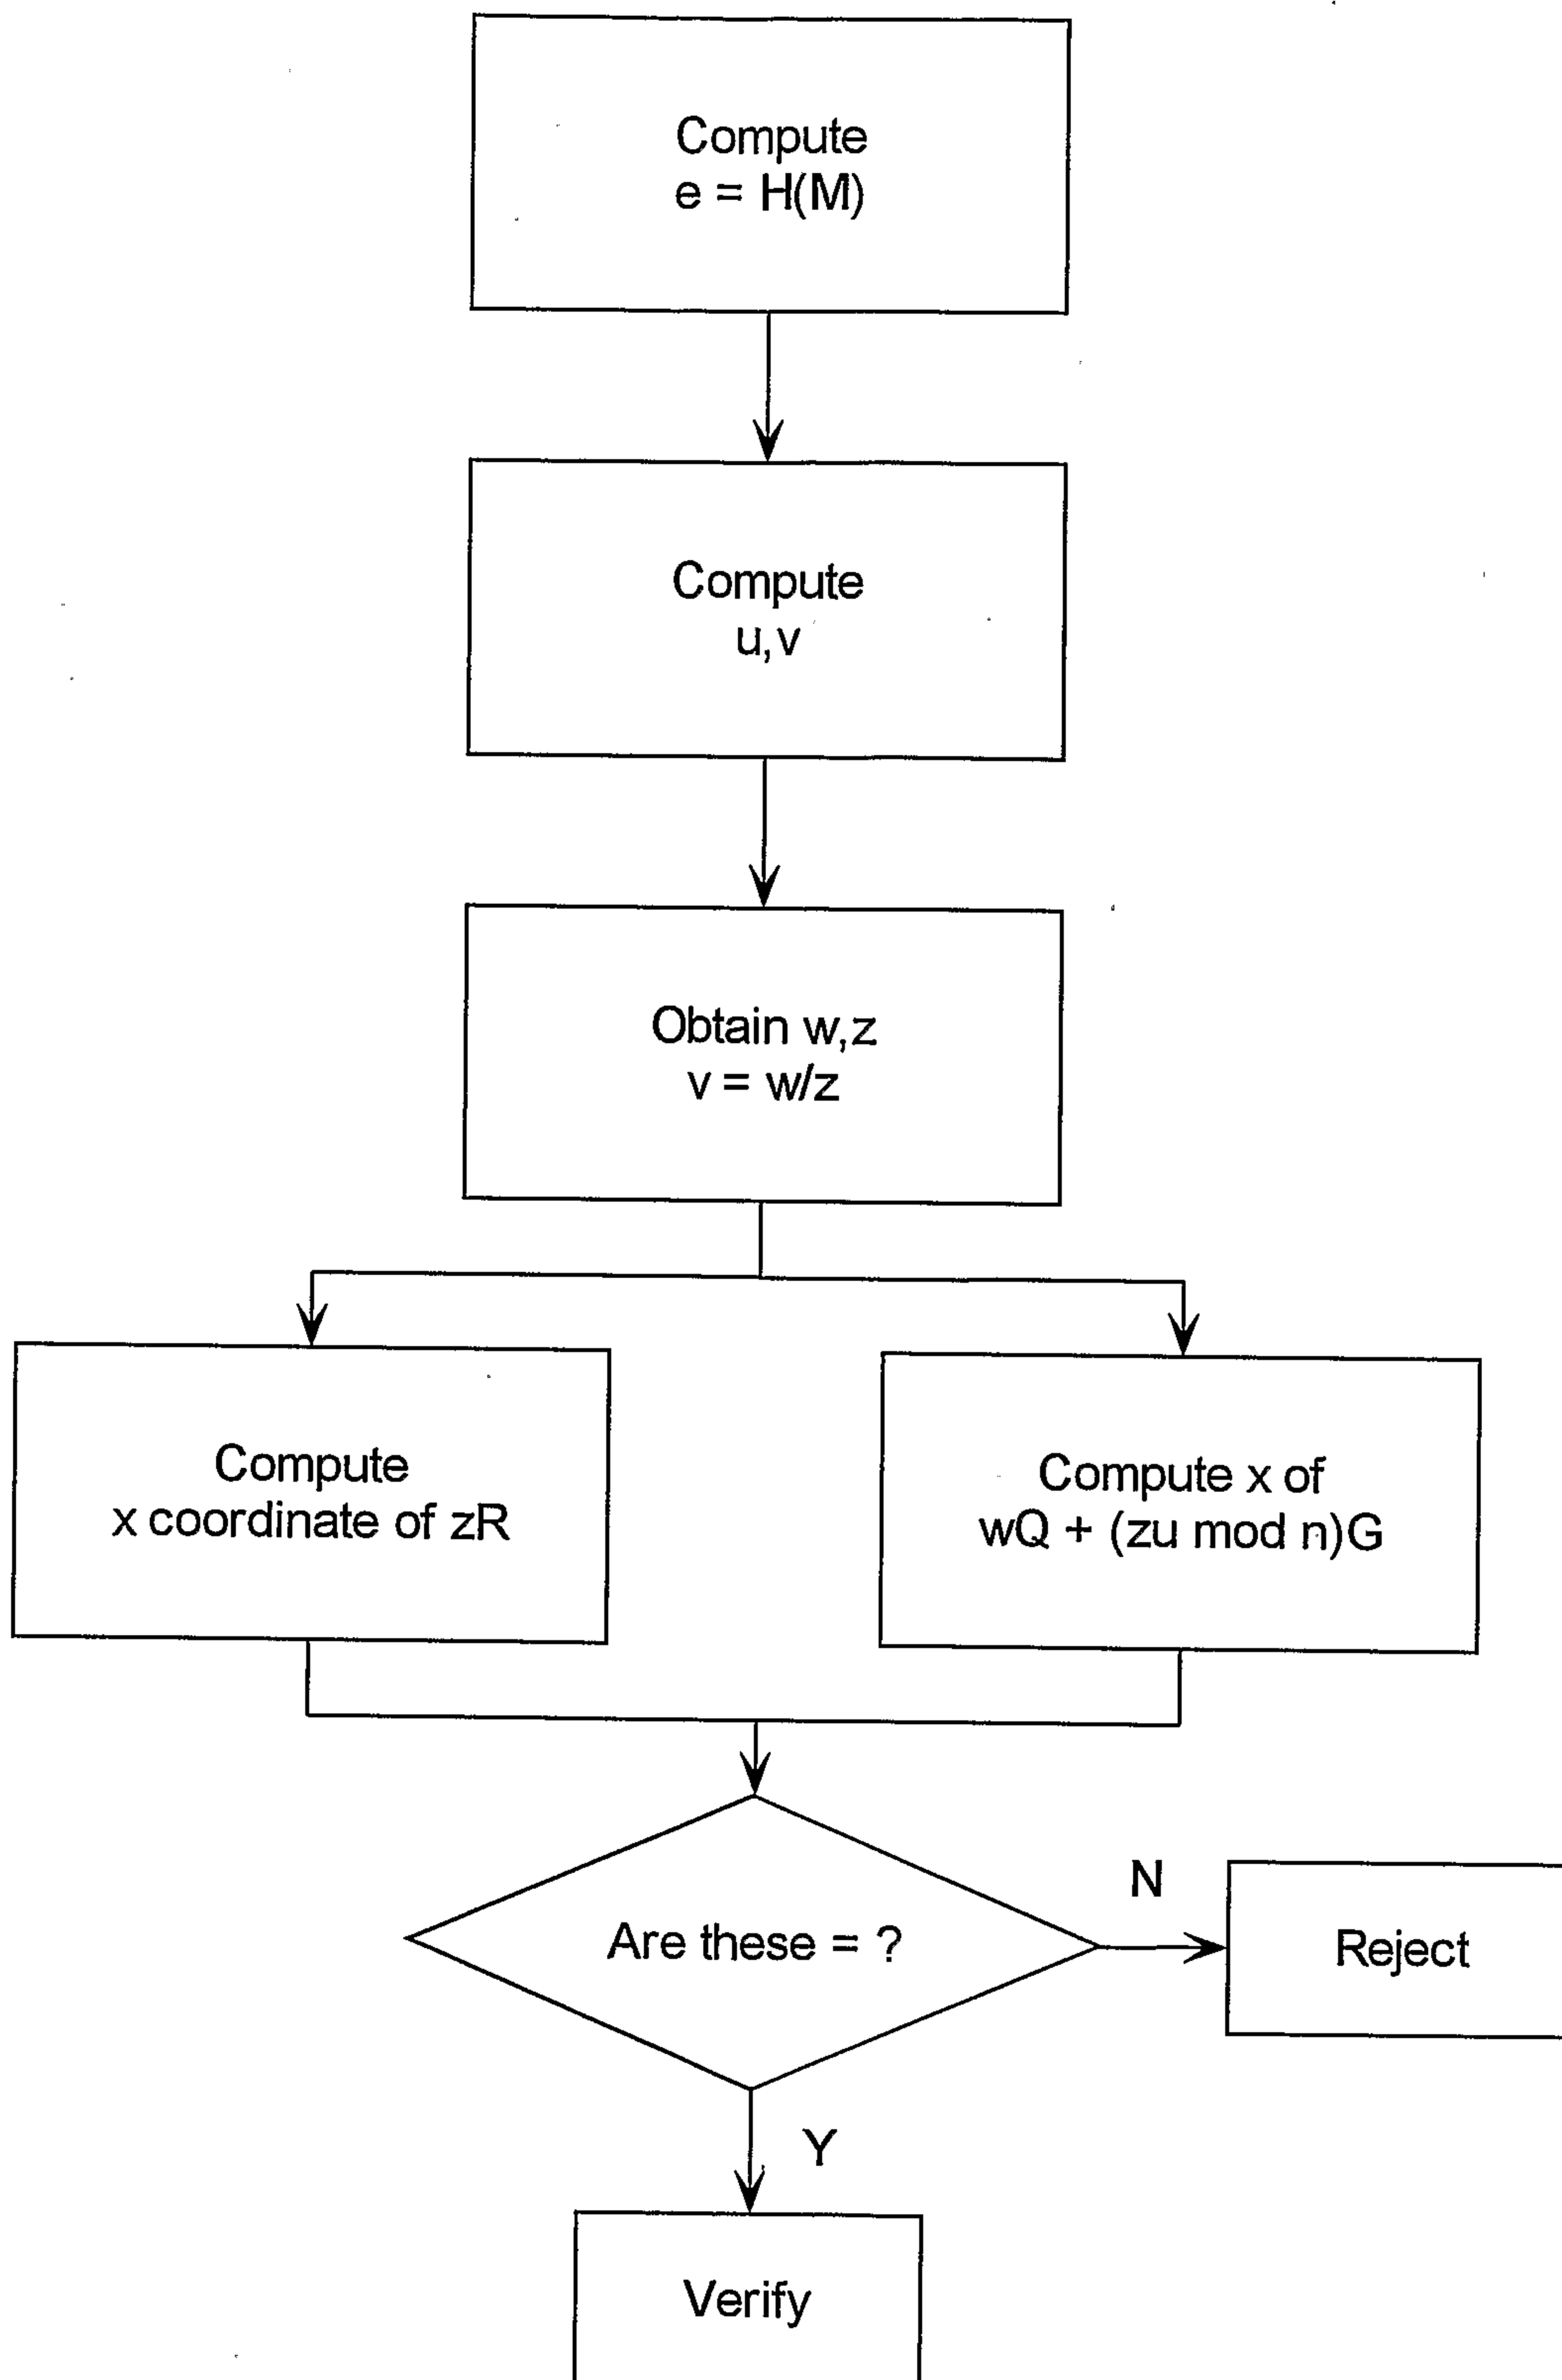 Compute
e = H(M)
Compute
u,v
Obtain w,z
v = w/z
Compute
x coordinate of zR
Compute x of
wQ + (zu mod n)G
Are these = ?
N
Reject
Y
Verify